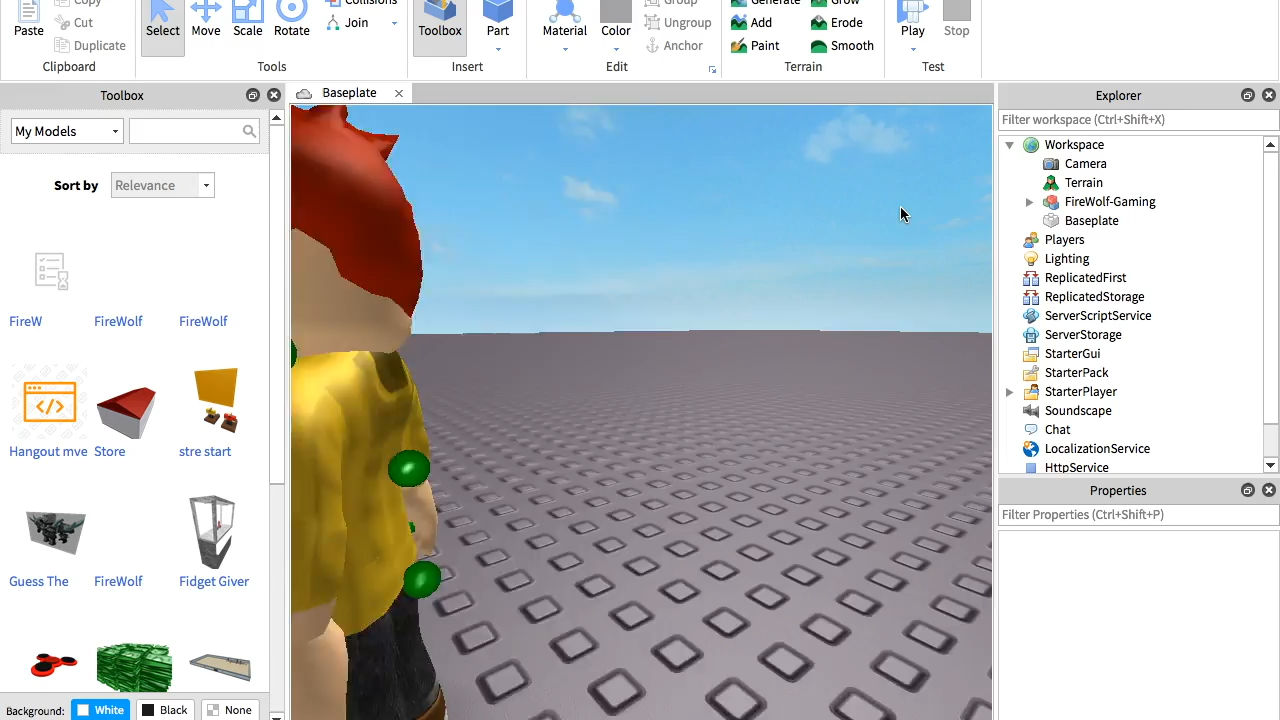 Copy
Collisions
Group
Generate
Grow
Cut
Join
Ungroup
Add
Erode
Paste
Duplicate
Select
Move
Scale
Rotate
Toolbox
Part
Material
Color
Anchor
Paint
Smooth
Play
Stop
Clipboard
Tools
Insert
Edit
Terrain
Test
Toolbox
Baseplate
Explorer
My Models
Filter workspace (Ctrl+Shift+X)
Sort by
Relevance
Workspace
Camera
Terrain
FireWolf-Gaming
Baseplate
Players
Lighting
ReplicatedFirst
ReplicatedStorage
ServerScriptService
ServerStorage
StarterGui
StarterPack
StarterPlayer
Soundscape
Chat
LocalizationService
HttpService
FireW
FireWolf
FireWolf
Hangout mve
Store
stre start
Guess The
FireWolf
Fidget Giver
Properties
Filter Properties (Ctrl+Shift+P)
Background:
White
Black
None